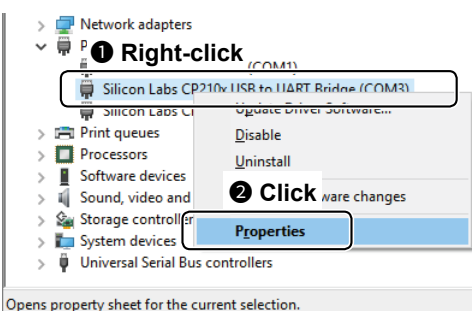 Network adapters
P
❶ Right-click
(COM1)
Silicon Labs CP210x USB to UART Bridge (COM3)
Silicon Labs C
Update Driver Software...
Print queues
Disable
Processors
Uninstall
Software devices
Sound, video and
❷ Click
ware changes
Storage controller
Properties
System devices
Universal Serial Bus controllers
Opens property sheet for the current selection.